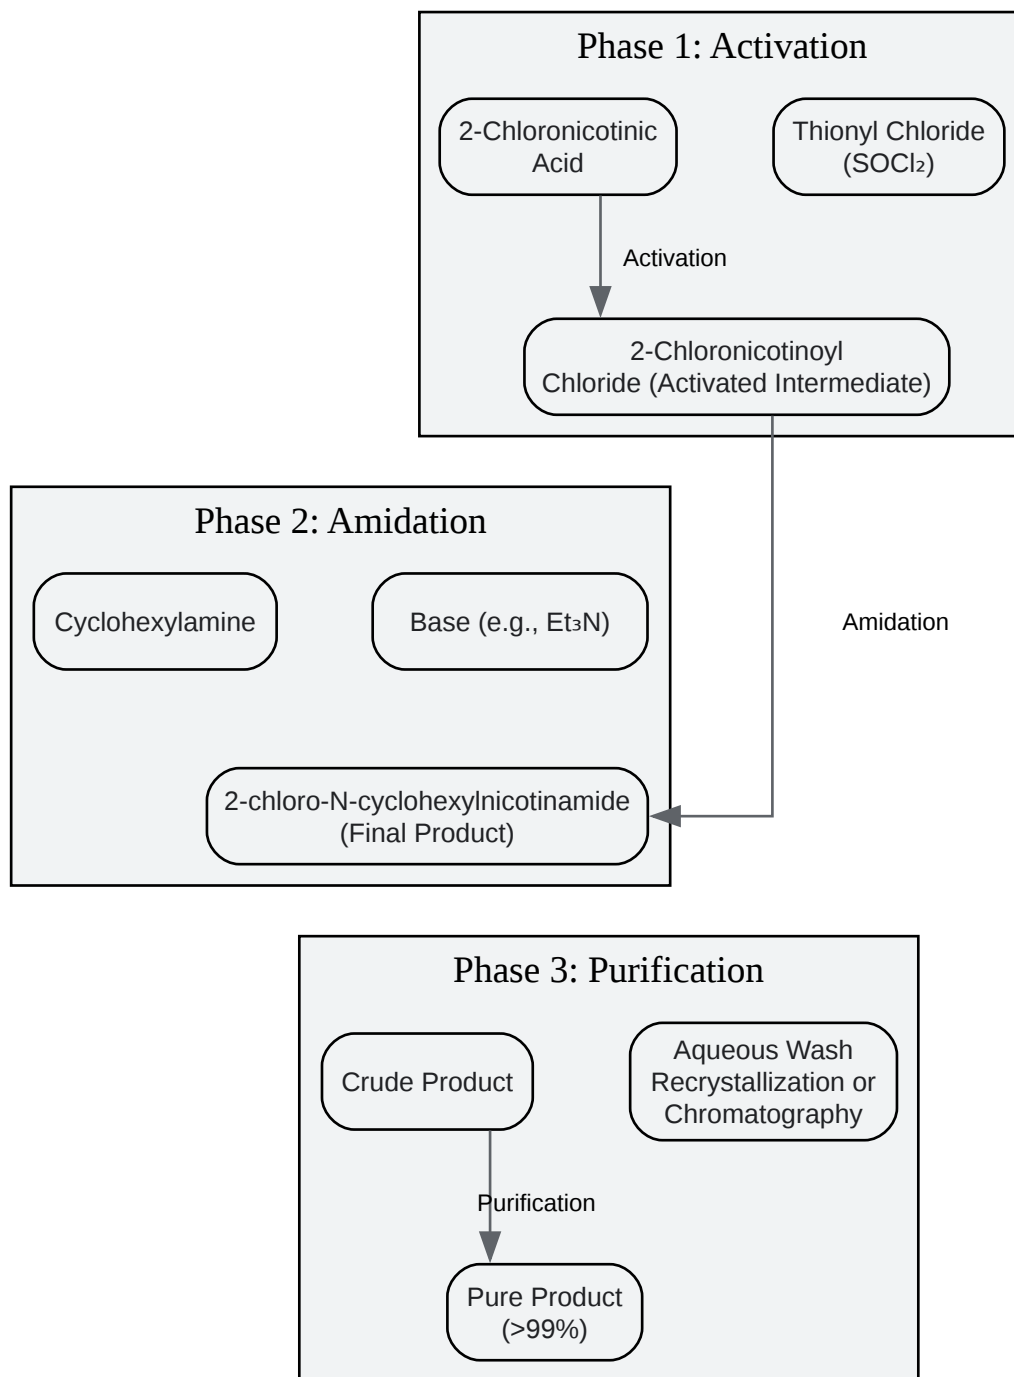 Phase 1: Activation
2-Chloronicotinic
Acid
Thionyl Chloride
(SOCl₂)
Activation
2-Chloronicotinoyl
Chloride (Activated Intermediate)
Phase 2: Amidation
Cyclohexylamine
Base (e.g., Et₃N)
Amidation
2-chloro-N-cyclohexylnicotinamide
(Final Product)
Phase 3: Purification
Crude Product
Aqueous Wash
Recrystallization or
Chromatography
Purification
Pure Product
(>99%)